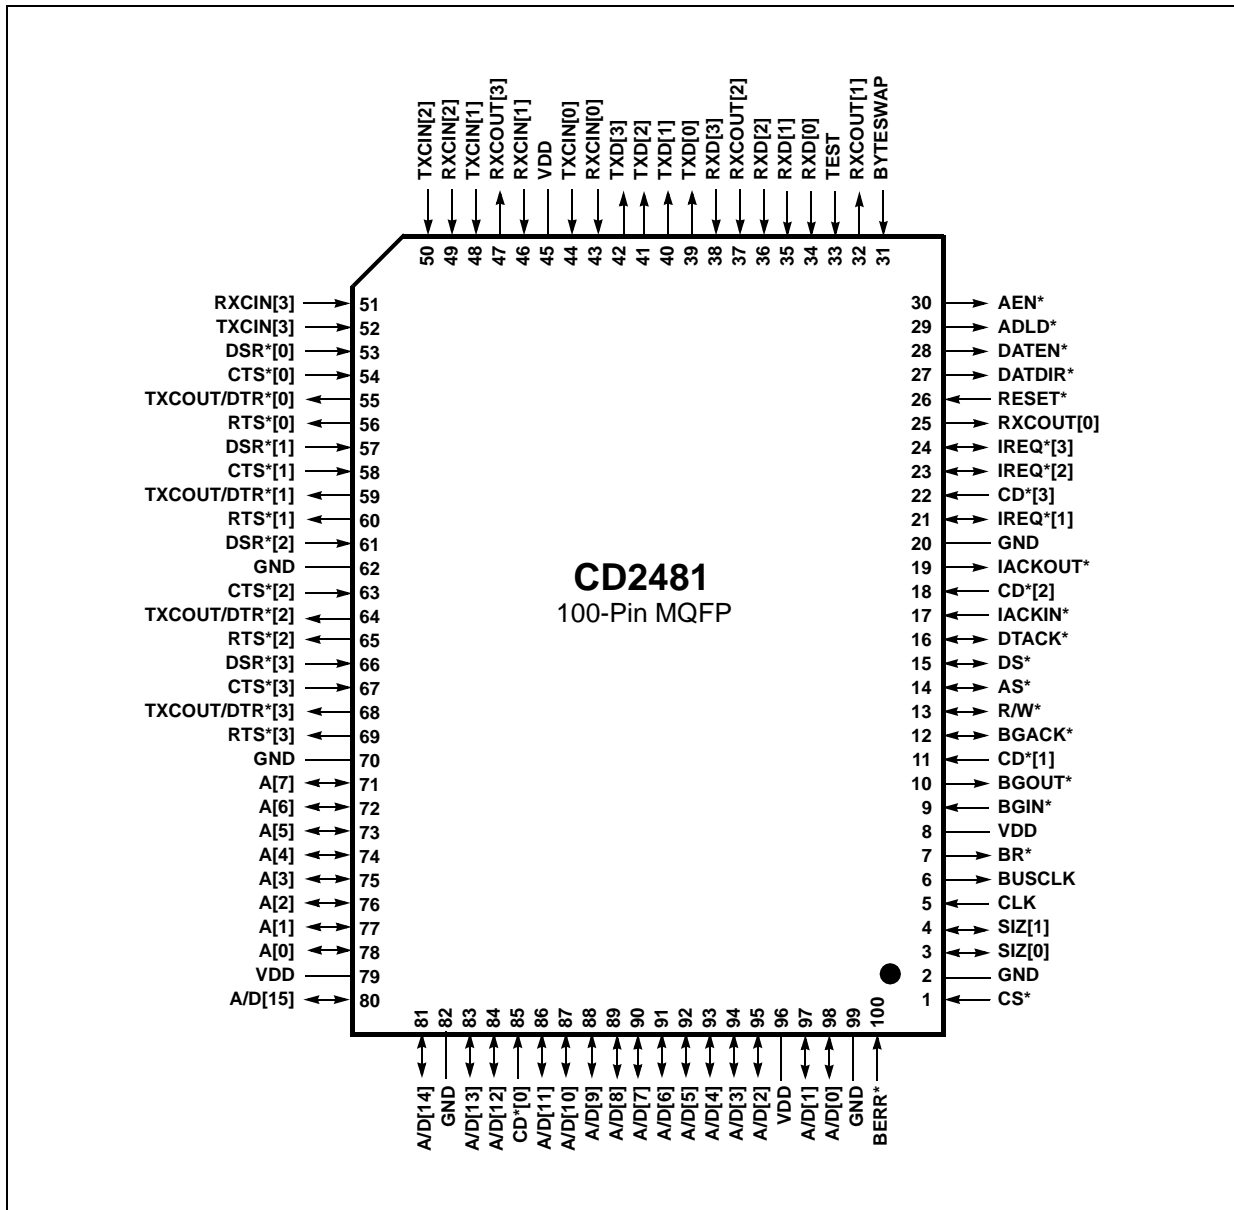 TXCIN[2]
RXCIN[2]
TXCIN[1]
RXCOUT[3]
RXCIN[1]
VDD
TXCIN[0]
RXCIN[0]
TXD[3]
TXD[2]
TXD[1]
TXD[0]
RXD[3]
RXCOUT[2]
RXD[2]
RXD[1]
RXD[0]
TEST
RXCOUT[1]
BYTESWAP
50
49
48
47
46
45
44
43
42
41
40
39
38
37
36
35
34
33
32
31
RXCIN[3] 51
TXCIN[3] 52
DSR*[0] 53
CTS*[0] 54
TXCOUT/DTR*[0] 55
RTS*[0] 56
DSR*[1] 57
CTS*[1] 58
TXCOUT/DTR*[1] 59
RTS*[1] 60
DSR*[2] 61
GND 62
CTS*[2] 63
TXCOUT/DTR*[2] 64
RTS*[2] 65
DSR*[3] 66
CTS*[3] 67
TXCOUT/DTR*[3] 68
RTS*[3] 69
GND 70
A[7] 71
A[6] 72
A[5] 73
A[4] 74
A[3] 75
A[2] 76
A[1] 77
A[0] 78
VDD 79
A/D[15] 80
CD2481
100-Pin MQFP
30 AEN*
29 ADLD*
28 DATEN*
27 DATDIR*
26 RESET*
25 RXCOUT[0]
24 IREQ*[3]
23 IREQ*[2]
22 CD*[3]
21 IREQ*[1]
20 GND
19 IACKOUT*
18 CD*[2]
17 IACKIN*
16 DTACK*
15 DS*
14 AS*
13 R/W*
12 BGACK*
11 CD*[1]
10 BGOUT*
9 BGIN*
8 VDD
7 BR*
6 BUSCLK
5 CLK
4 SIZ[1]
3 SIZ[0]
2 GND
1 CS*
81
82
83
84
85
86
87
88
89
90
91
92
93
94
95
96
97
98
99
100
A/D[14]
GND
A/D[13]
A/D[12]
CD*[0]
A/D[11]
A/D[10]
A/D[9]
A/D[8]
A/D[7]
A/D[6]
A/D[5]
A/D[4]
A/D[3]
A/D[2]
VDD
A/D[1]
A/D[0]
GND
BERR*